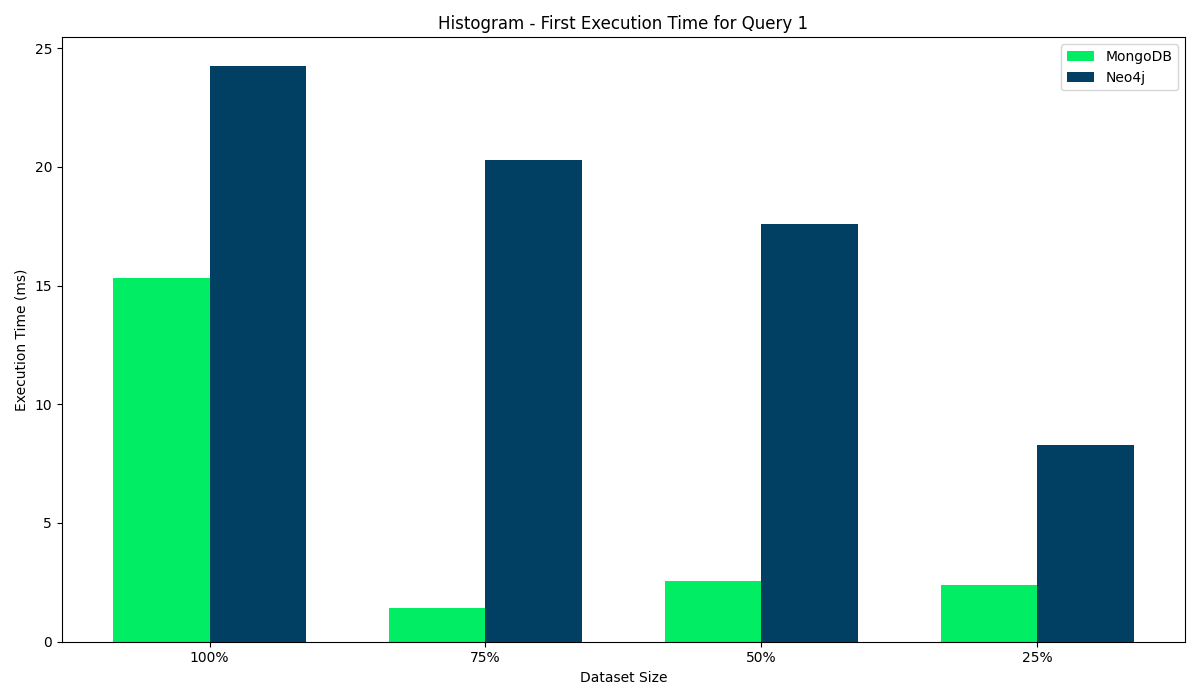 Histogram - First Execution Time for Query 1
MongoDB
Neo4j
Execution Time (ms)
25
20
15
10
5
0
100%
75%
50%
25%
Dataset Size